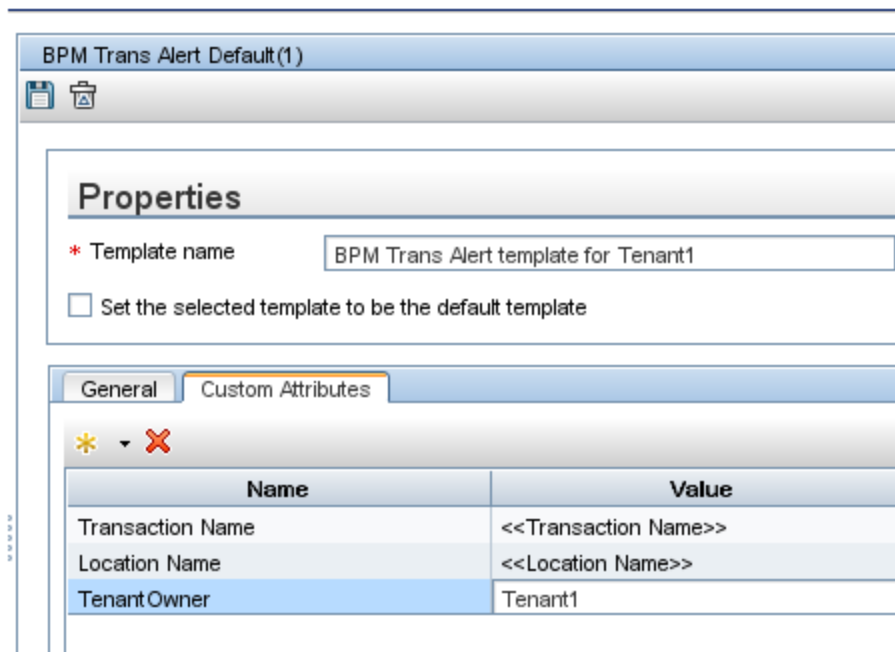 BPM Trans Alert Default(1)
Properties
* Template name BPM Trans Alert template for Tenant1
Set the selected template to be the default template
General Custom Attributes
Name Value
Transaction Name <<Transaction Name>>
Location Name <<Location Name>>
TenantOwner Tenant1